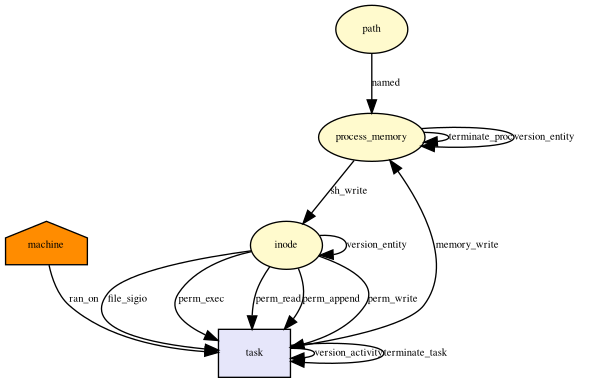 path
named
process_memory
terminate_proc
version_entity
sh_write
machine
inode
version_entity
memory_write
ran_on
file_sigio
perm_exec
perm_read
perm_append
perm_write
task
version_activity
terminate_task